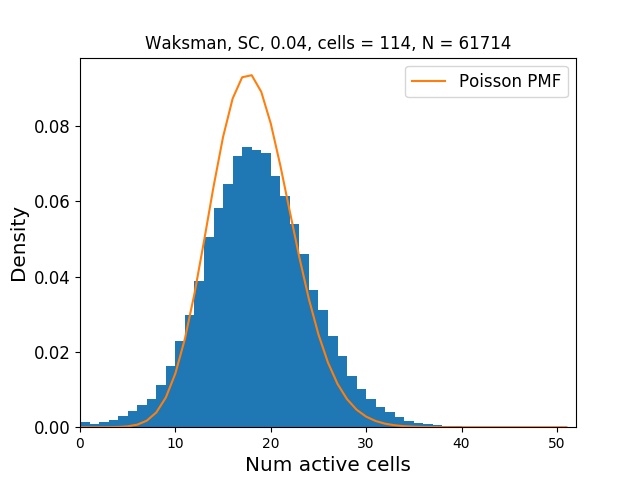 Waksman, SC, 0.04, cells = 114, N = 61714
Poisson PMF
Density
0.08
0.06
0.04
0.02
0.00
0 10 20 30 40 50
Num active cells